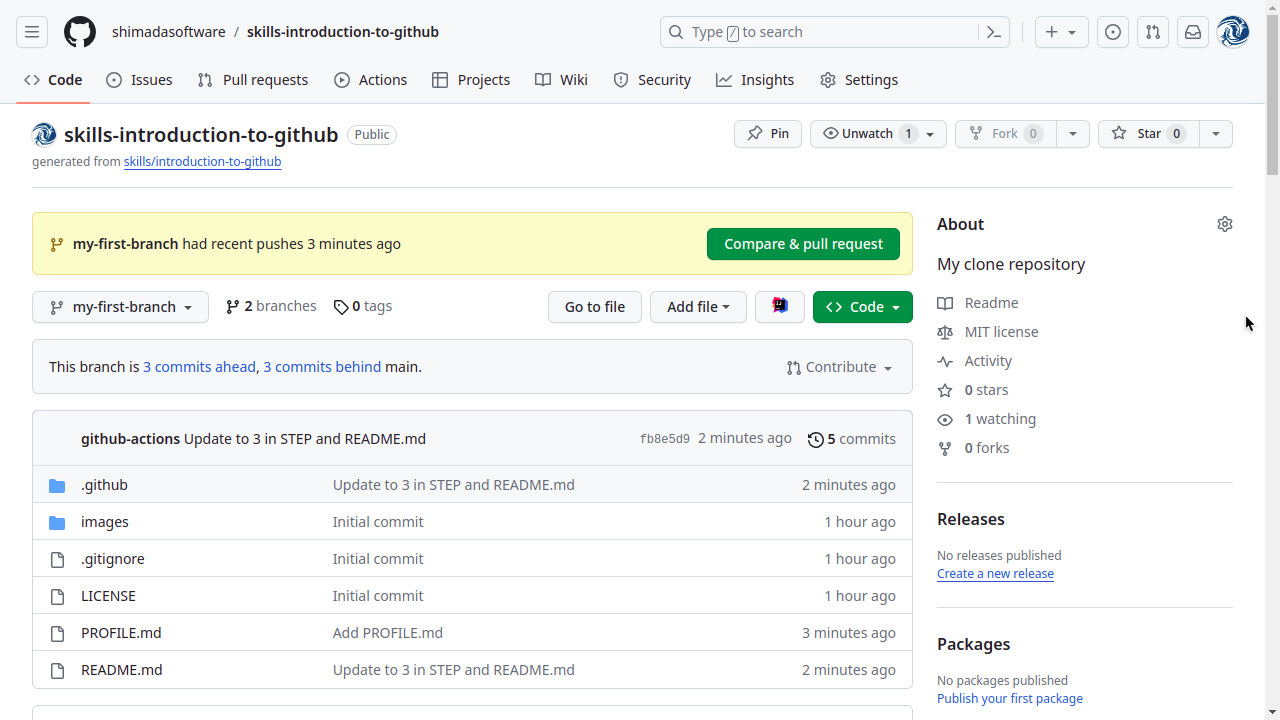 shimadasoftware / skills-introduction-to-github
Type / to search
Code Issues Pull requests Actions Projects Wiki Security Insights Settings
skills-introduction-to-github Public
Pin Unwatch 1 Fork 0 Star 0
generated from skills/introduction-to-github
my-first-branch had recent pushes 3 minutes ago
Compare & pull request
my-first-branch 2 branches 0 tags
Go to file Add file Code
This branch is 3 commits ahead, 3 commits behind main.
Contribute
github-actions Update to 3 in STEP and README.md fb8e5d9 2 minutes ago 5 commits
.github Update to 3 in STEP and README.md 2 minutes ago
images Initial commit 1 hour ago
.gitignore Initial commit 1 hour ago
LICENSE Initial commit 1 hour ago
PROFILE.md Add PROFILE.md 3 minutes ago
README.md Update to 3 in STEP and README.md 2 minutes ago
About
My clone repository
Readme
MIT license
Activity
0 stars
1 watching
0 forks
Releases
No releases published
Create a new release
Packages
No packages published
Publish your first package